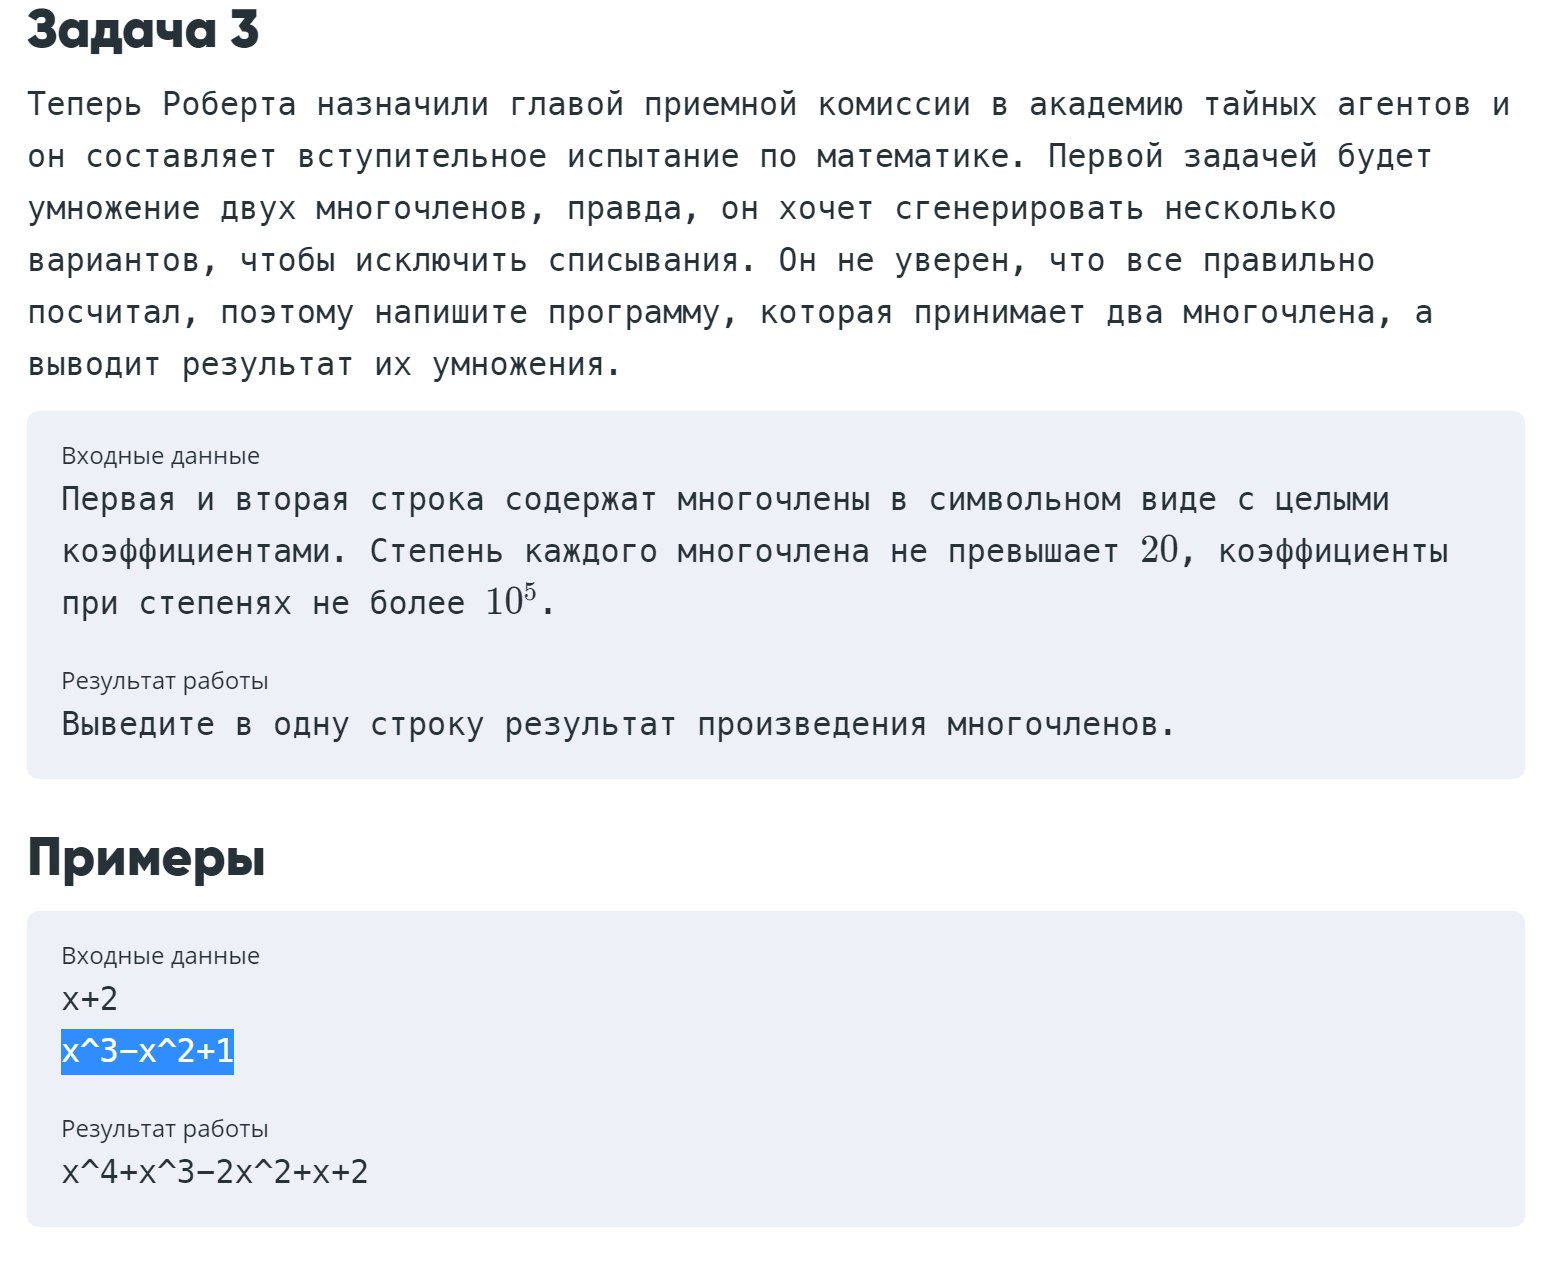 Задача 3
Теперь Роберта назначили главой приемной комиссии в академию тайных агентов и
он составляет вступительное испытание по математике. Первой задачей будет
умножение двух многочленов, правда, он хочет сгенерировать несколько
вариантов, чтобы исключить списывания. Он не уверен, что все правильно
посчитал, поэтому напишите программу, которая принимает два многочлена, а
выводит результат их умножения.
Входные данные
Первая и вторая строка содержат многочлены в символьном виде с целыми
коэффициентами. Степень каждого многочлена не превышает 20, коэффициенты
при степенях не более 10⁵.
Результат работы
Выведите в одну строку результат произведения многочленов.
Примеры
Входные данные
x+2
x^3−x^2+1
Результат работы
x^4+x^3−2x^2+x+2